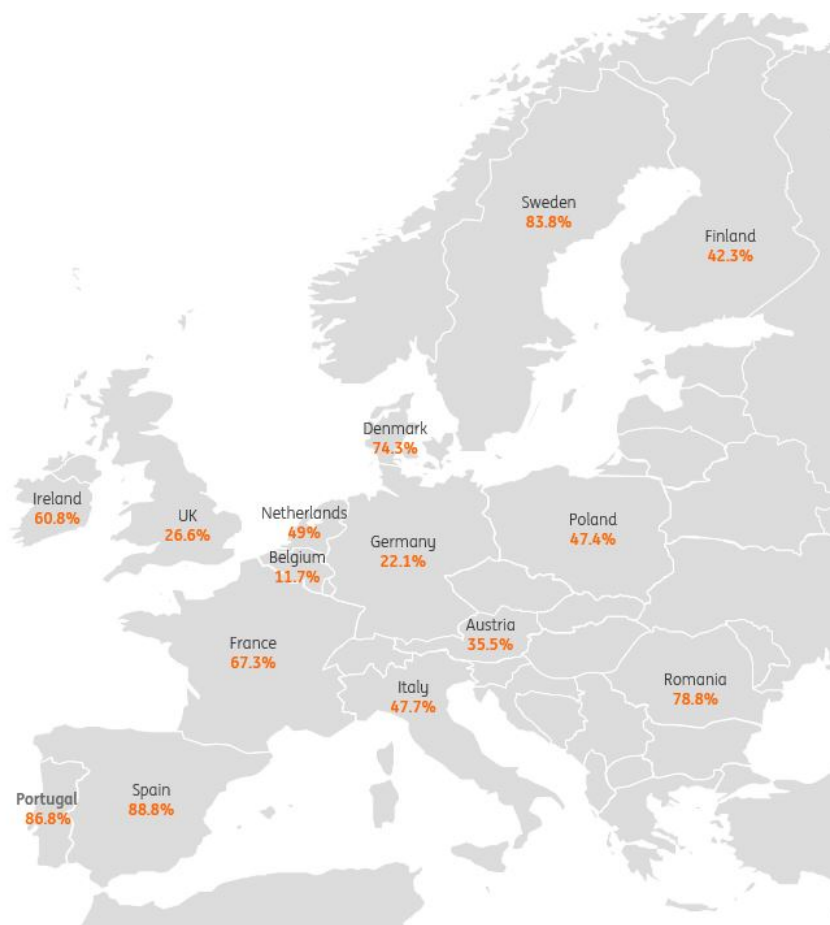 Sweden
83.8%
Finland
42.3%
Denmark
74.3%
Ireland
60.8%
UK
26.6%
Netherlands
49%
Belgium
11.7%
Germany
22.1%
Poland
47.4%
Austria
35.5%
France
67.3%
Italy
47.7%
Romania
78.8%
Portugal
86.8%
Spain
88.8%